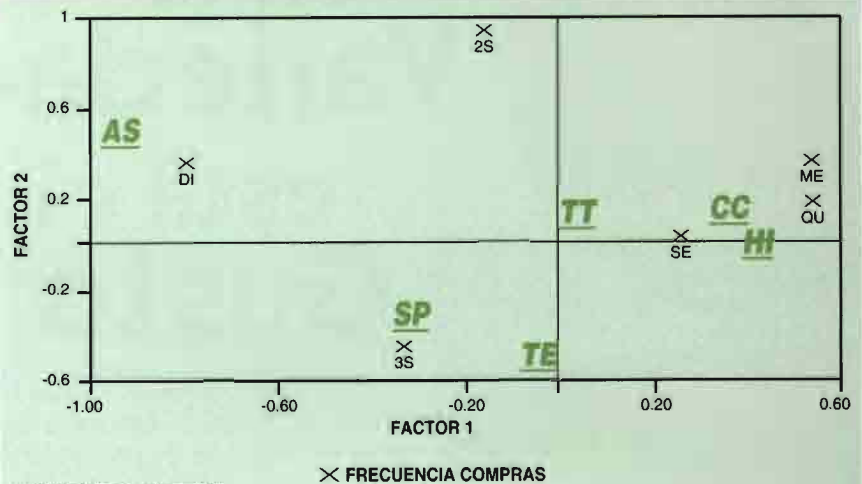 1
2S
0.6
AS
DI
ME
0.2
QU
TT
CC
SE
HI
FACTOR 2
-0.2
SP
3S
TE
-0.6
-1.00
-0.60
-0.20
0.20
0.60
FACTOR 1
× FRECUENCIA COMPRAS